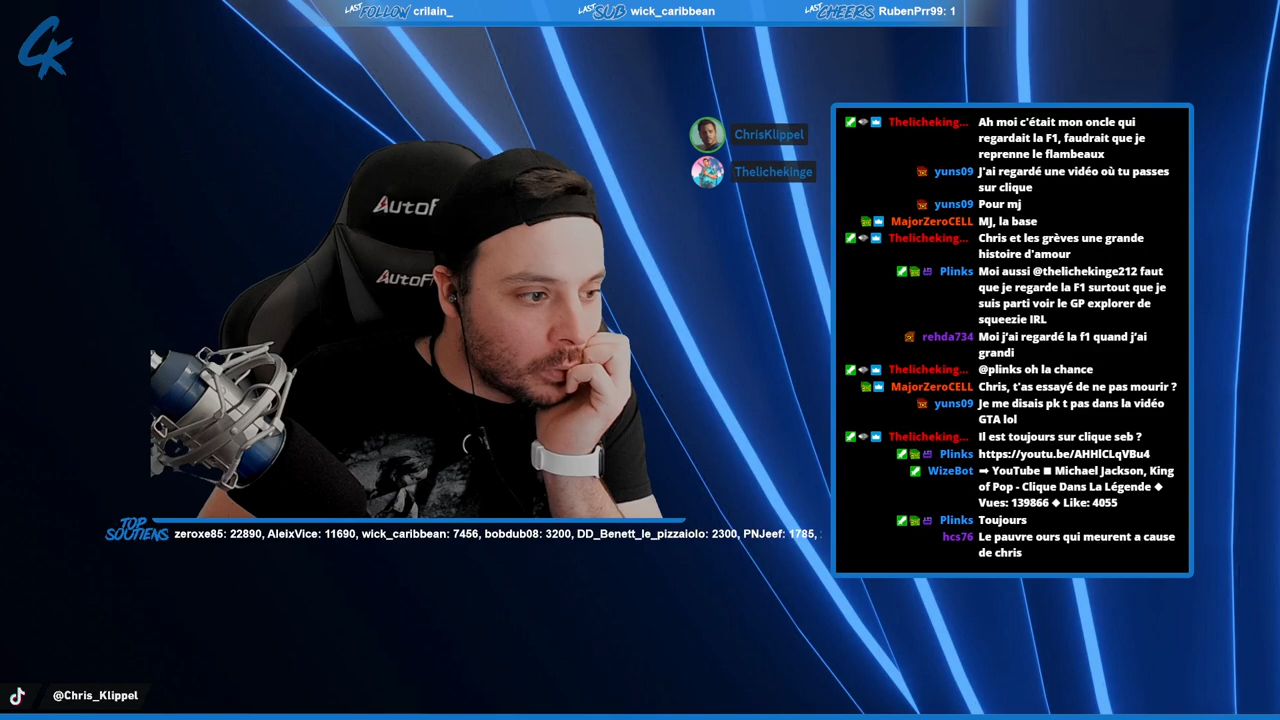 LAST FOLLOW crilain_
LAST SUB wick_caribbean
LAST CHEERS RubenPrr99: 1
CK
ChrisKlippel
Thelichekinge
AutoF
AutoF
Thelicheking... Ah moi c'était mon oncle qui
regardait la F1, faudrait que je
reprenne le flambeaux
yuns09 J'ai regardé une vidéo où tu passes
sur clique
yuns09 Pour mj
MajorZeroCELL MJ, la base
Thelicheking... Chris et les grèves une grande
histoire d'amour
Plinks Moi aussi @thelichekinge212 faut
que je regarde la F1 surtout que je
suis parti voir le GP explorer de
squeezie IRL
rehda734 Moi j'ai regardé la f1 quand j'ai
grandi
Thelicheking... @plinks oh la chance
MajorZeroCELL Chris, t'as essayé de ne pas mourir ?
yuns09 Je me disais pk t pas dans la vidéo
GTA lol
Thelicheking... Il est toujours sur clique seb ?
Plinks https://youtu.be/AHHlCLqVBu4
WizeBot ➡ YouTube ◼ Michael Jackson, King
of Pop - Clique Dans La Légende ◆
Vues: 139866 ◆ Like: 4055
Plinks Toujours
hcs76 Le pauvre ours qui meurent a cause
de chris
TOP SOUTIENS zeroxe85: 22890, AleixVice: 11690, wick_caribbean: 7456, bobdub08: 3200, DD_Benett_le_pizzaiolo: 2300, PNJeef: 1785,
@Chris_Klippel